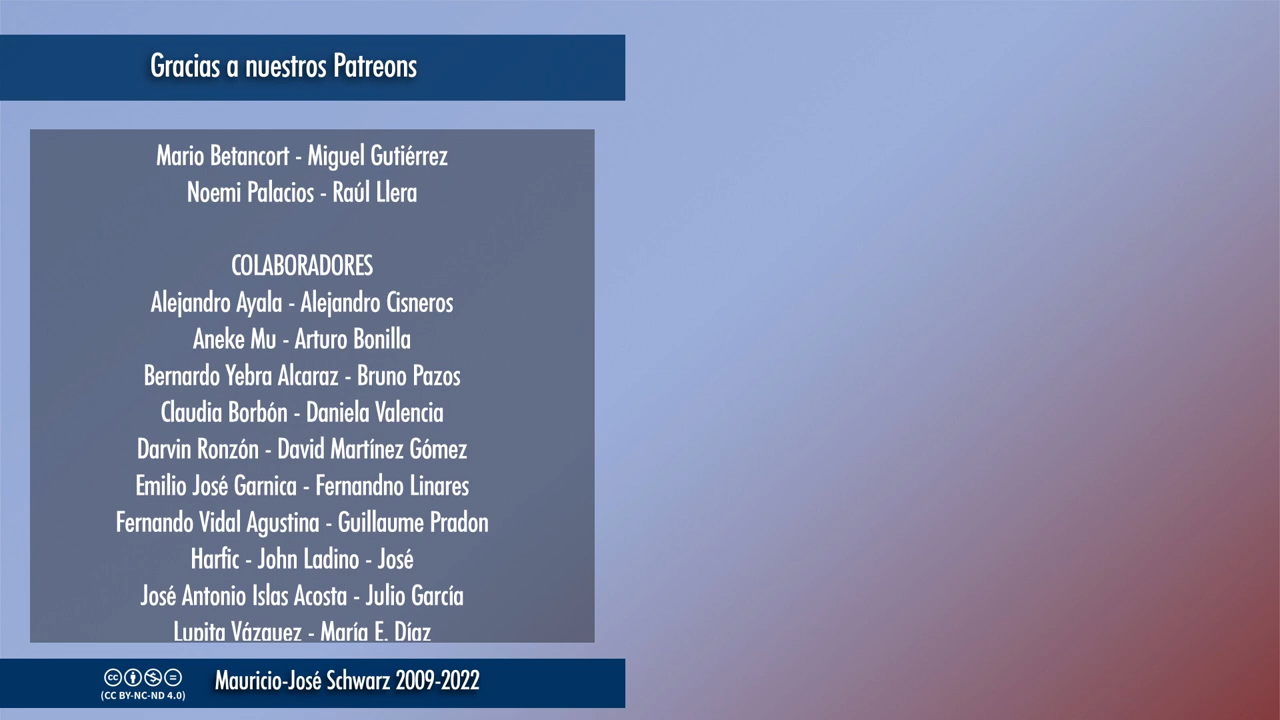 Gracias a nuestros Patreons
Mario Betancort - Miguel Gutiérrez
Noemi Palacios - Raúl Llera
COLABORADORES
Alejandro Ayala - Alejandro Cisneros
Aneke Mu - Arturo Bonilla
Bernardo Yebra Alcaraz - Bruno Pazos
Claudia Borbón - Daniela Valencia
Darvin Ronzón - David Martínez Gómez
Emilio José Garnica - Fernandno Linares
Fernando Vidal Agustina - Guillaume Pradon
Harfic - John Ladino - José
José Antonio Islas Acosta - Julio García
Lupita Vázquez - María E. Díaz
(CC BY-NC-ND 4.0)
Mauricio-José Schwarz 2009-2022